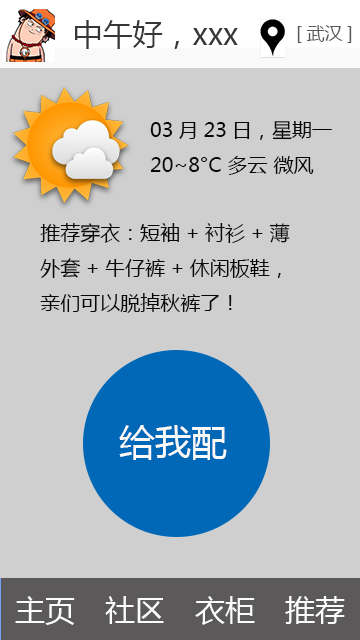 中午好，xxx
[ 武汉 ]
03 月 23 日，星期一
20~8°C 多云 微风
推荐穿衣：短袖 + 衬衫 + 薄
外套 + 牛仔裤 + 休闲板鞋，
亲们可以脱掉秋裤了！
给我配
主页 社区 衣柜 推荐